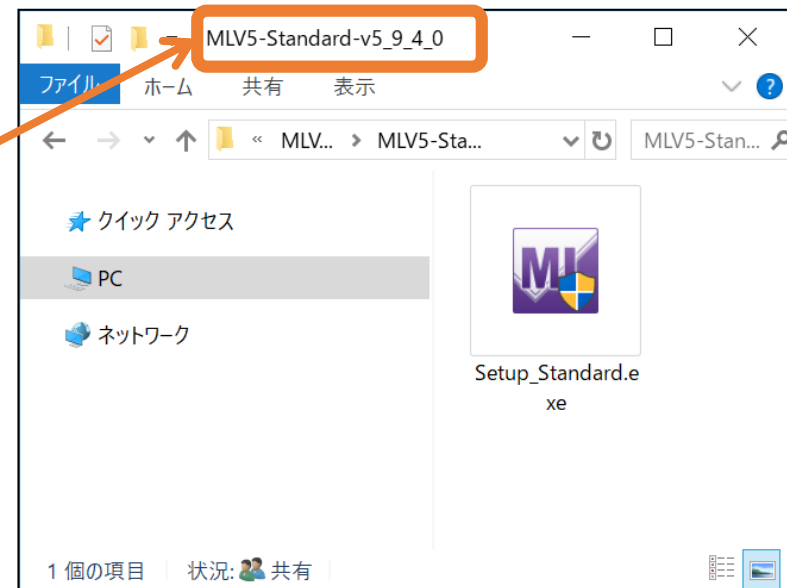 MLV5-Standard-v5_9_4_0
ファイル ホーム 共有 表示
« MLV... > MLV5-Sta... MLV5-Stan...
クイック アクセス
PC
ネットワーク
ML
Setup_Standard.e
xe
1 個の項目 状況: 共有